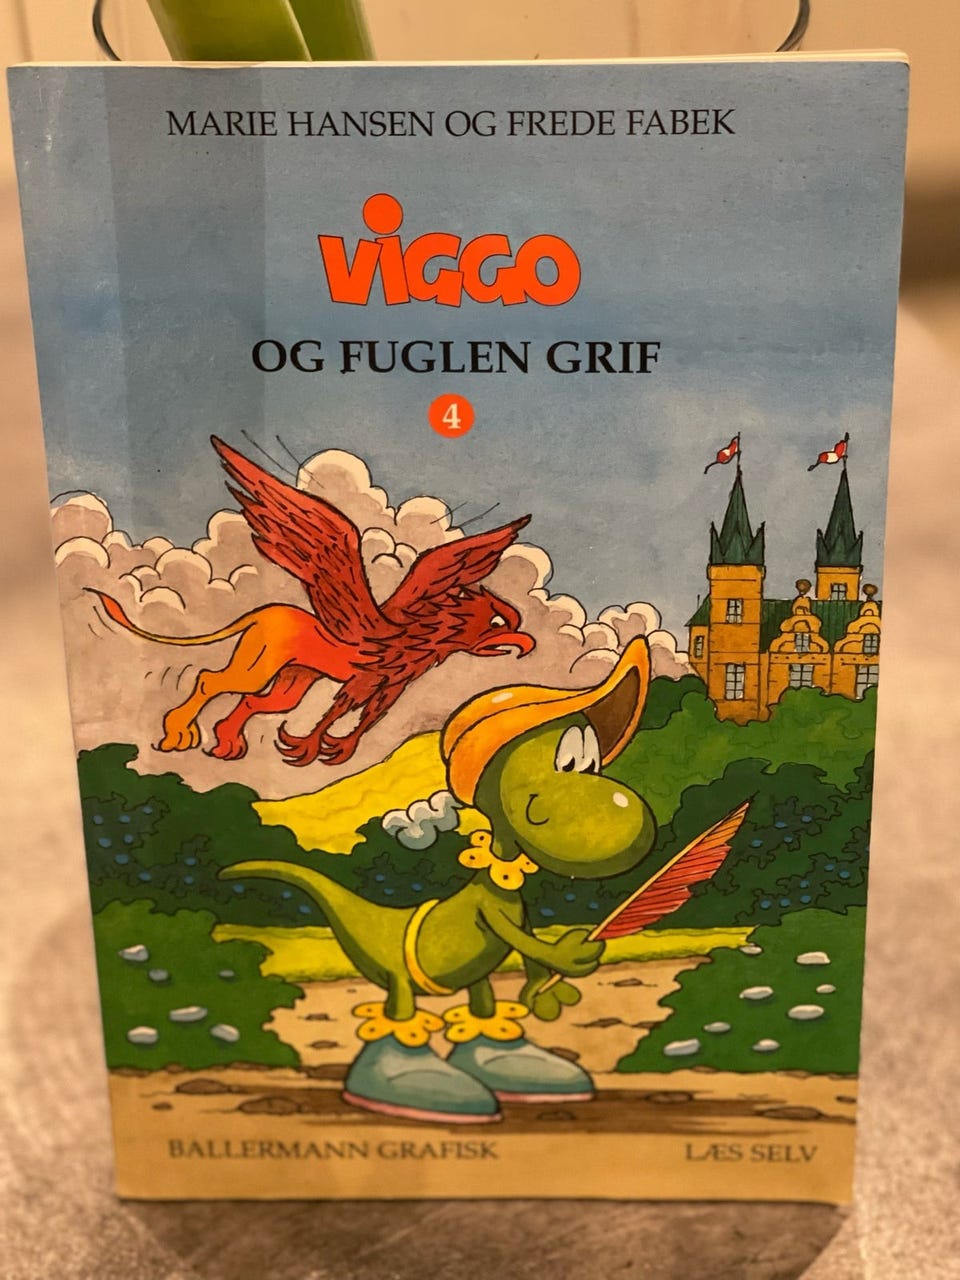 MARIE HANSEN OG FREDE FABEK
VIGGO
OG FUGLEN GRIF
4
BALLERMANN GRAFISK
LÆS SELV